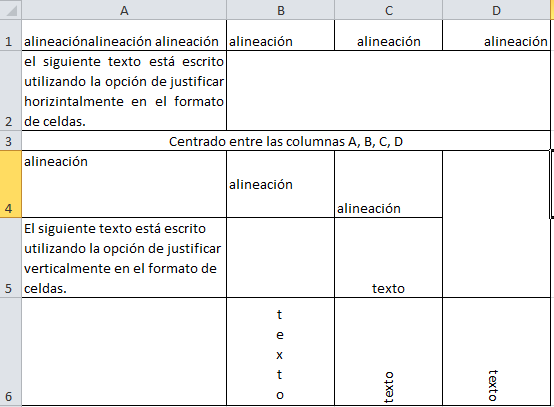 A B C D
1 alineaciónalineación alineación alineación alineación alineación
el siguiente texto está escrito
utilizando la opción de justificar
horizintalmente en el formato
2 de celdas.
3 Centrado entre las columnas A, B, C, D
alineación
alineación
4 alineación
El siguiente texto está escrito
utilizando la opción de justificar
verticalmente en el formato de
celdas.
5 texto
t
e
x
t
o
texto
texto
6